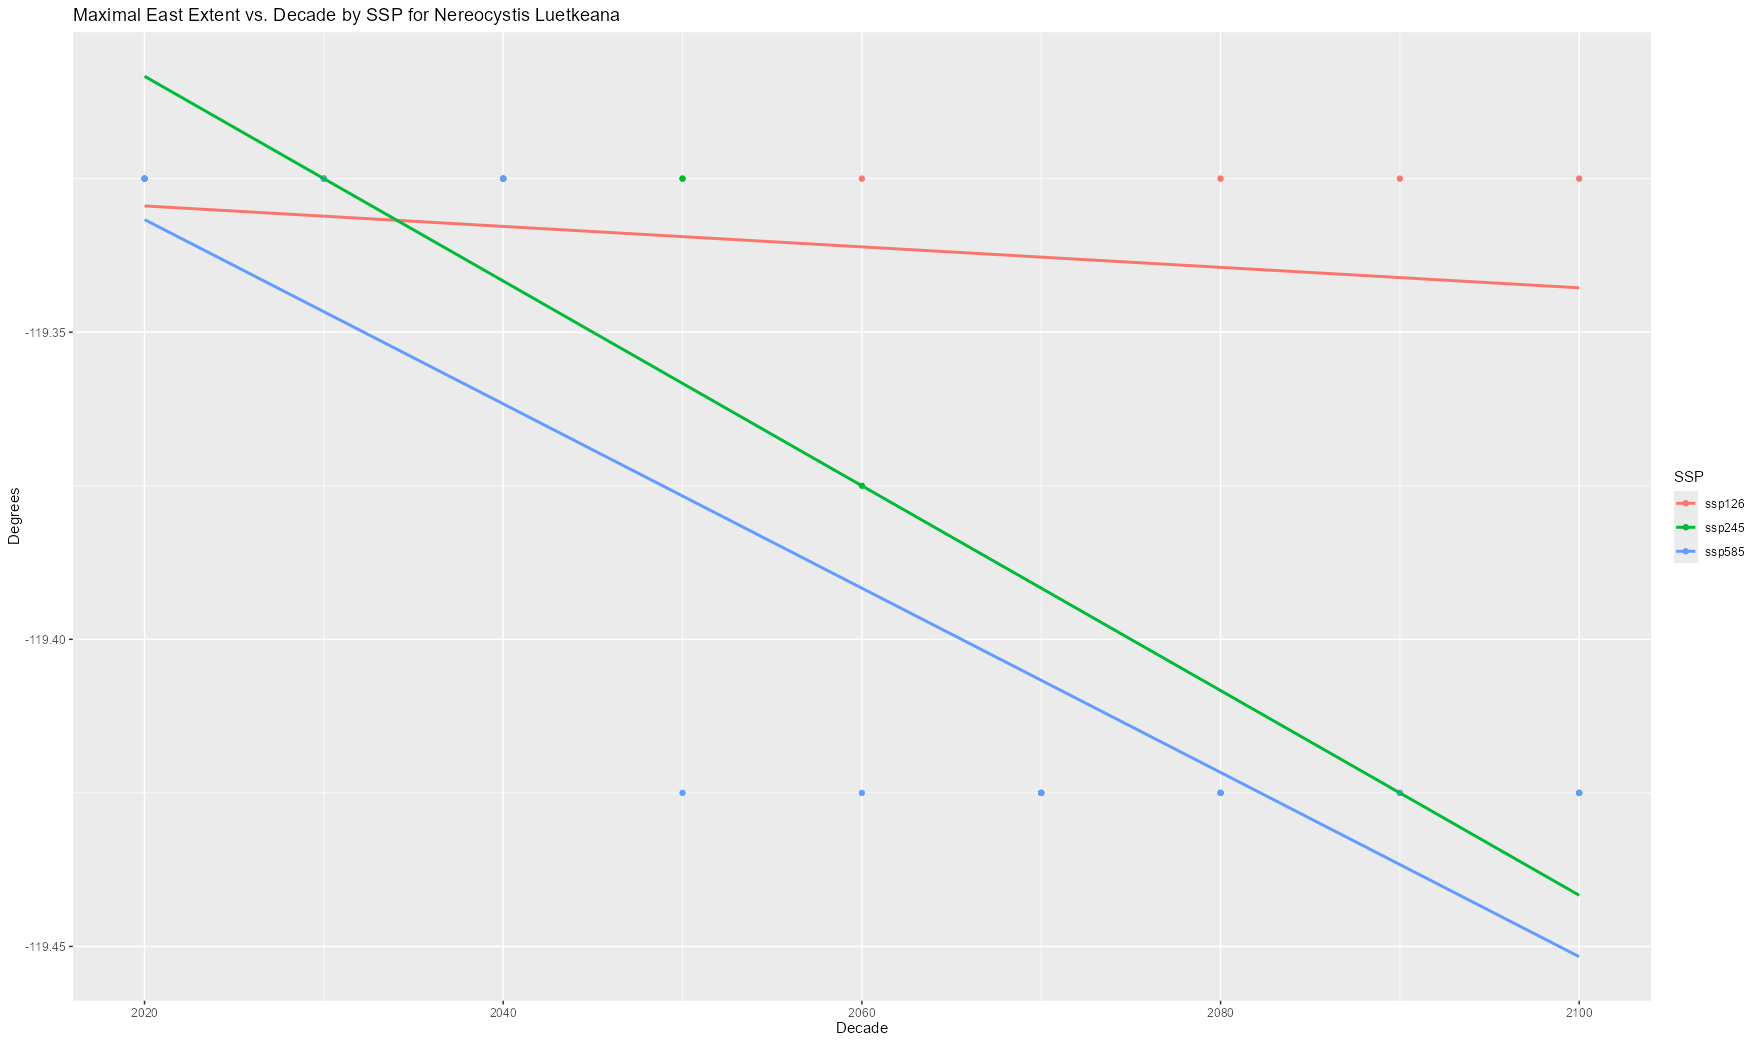 Maximal East Extent vs. Decade by SSP for Nereocystis Luetkeana
Degrees
-119.35
-119.40
-119.45
2020 2040 2060 2080 2100
Decade
SSP
ssp126
ssp245
ssp585